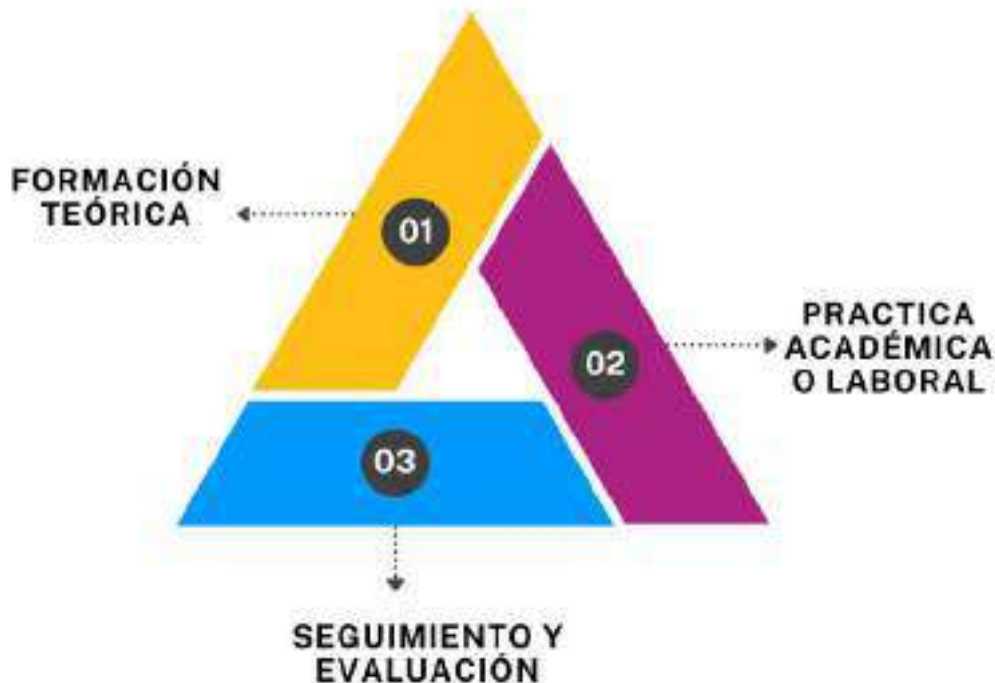 FORMACIÓN
TEÓRICA
01
PRACTICA
ACADÉMICA
O LABORAL
02
03
SEGUIMIENTO Y
EVALUACIÓN